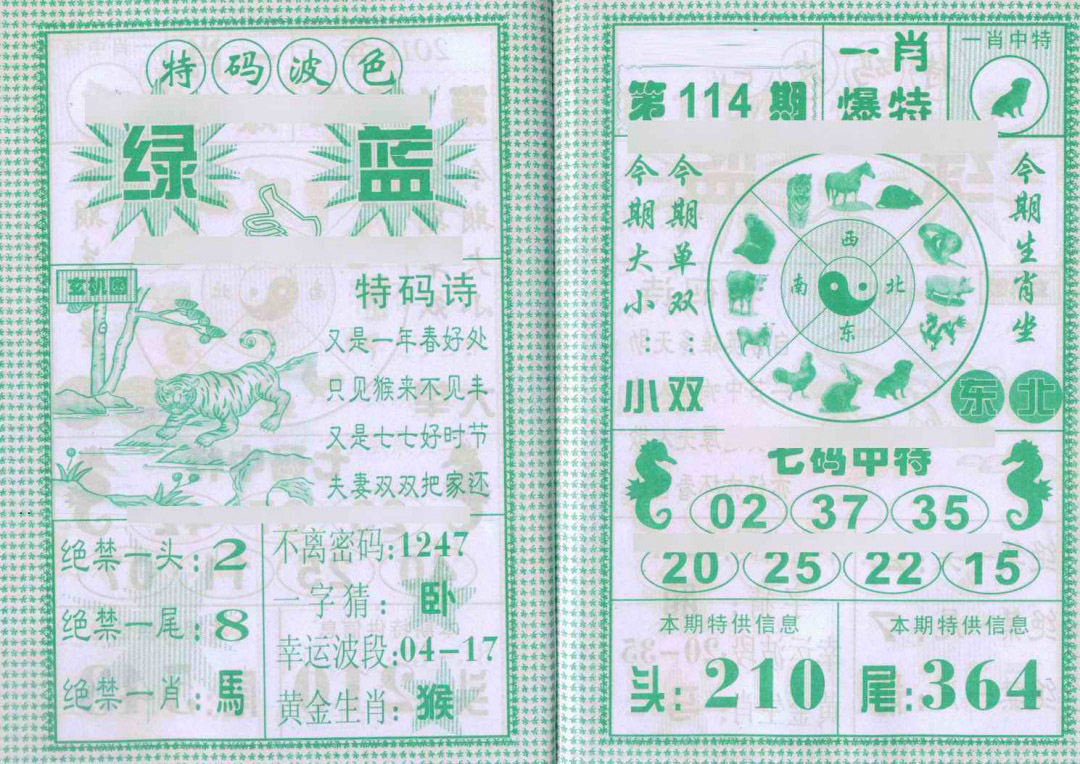 特码波色
绿 蓝
玄机图
特码诗
又是一年春好处
只见猴来不见丰
又是七七好时节
夫妻双双把家还
绝禁一头:2
绝禁一尾:8
绝禁一肖:馬
不离密码:1247
一字猜:卧
幸运波段:04-17
黄金生肖:猴
第114期
一肖
爆特
一肖中特
今期大小:小
今期单双:双
西
南 北
东
今期生肖坐
东北
七码中特
02 37 35
20 25 22 15
本期特供信息
头:210
本期特供信息
尾:364